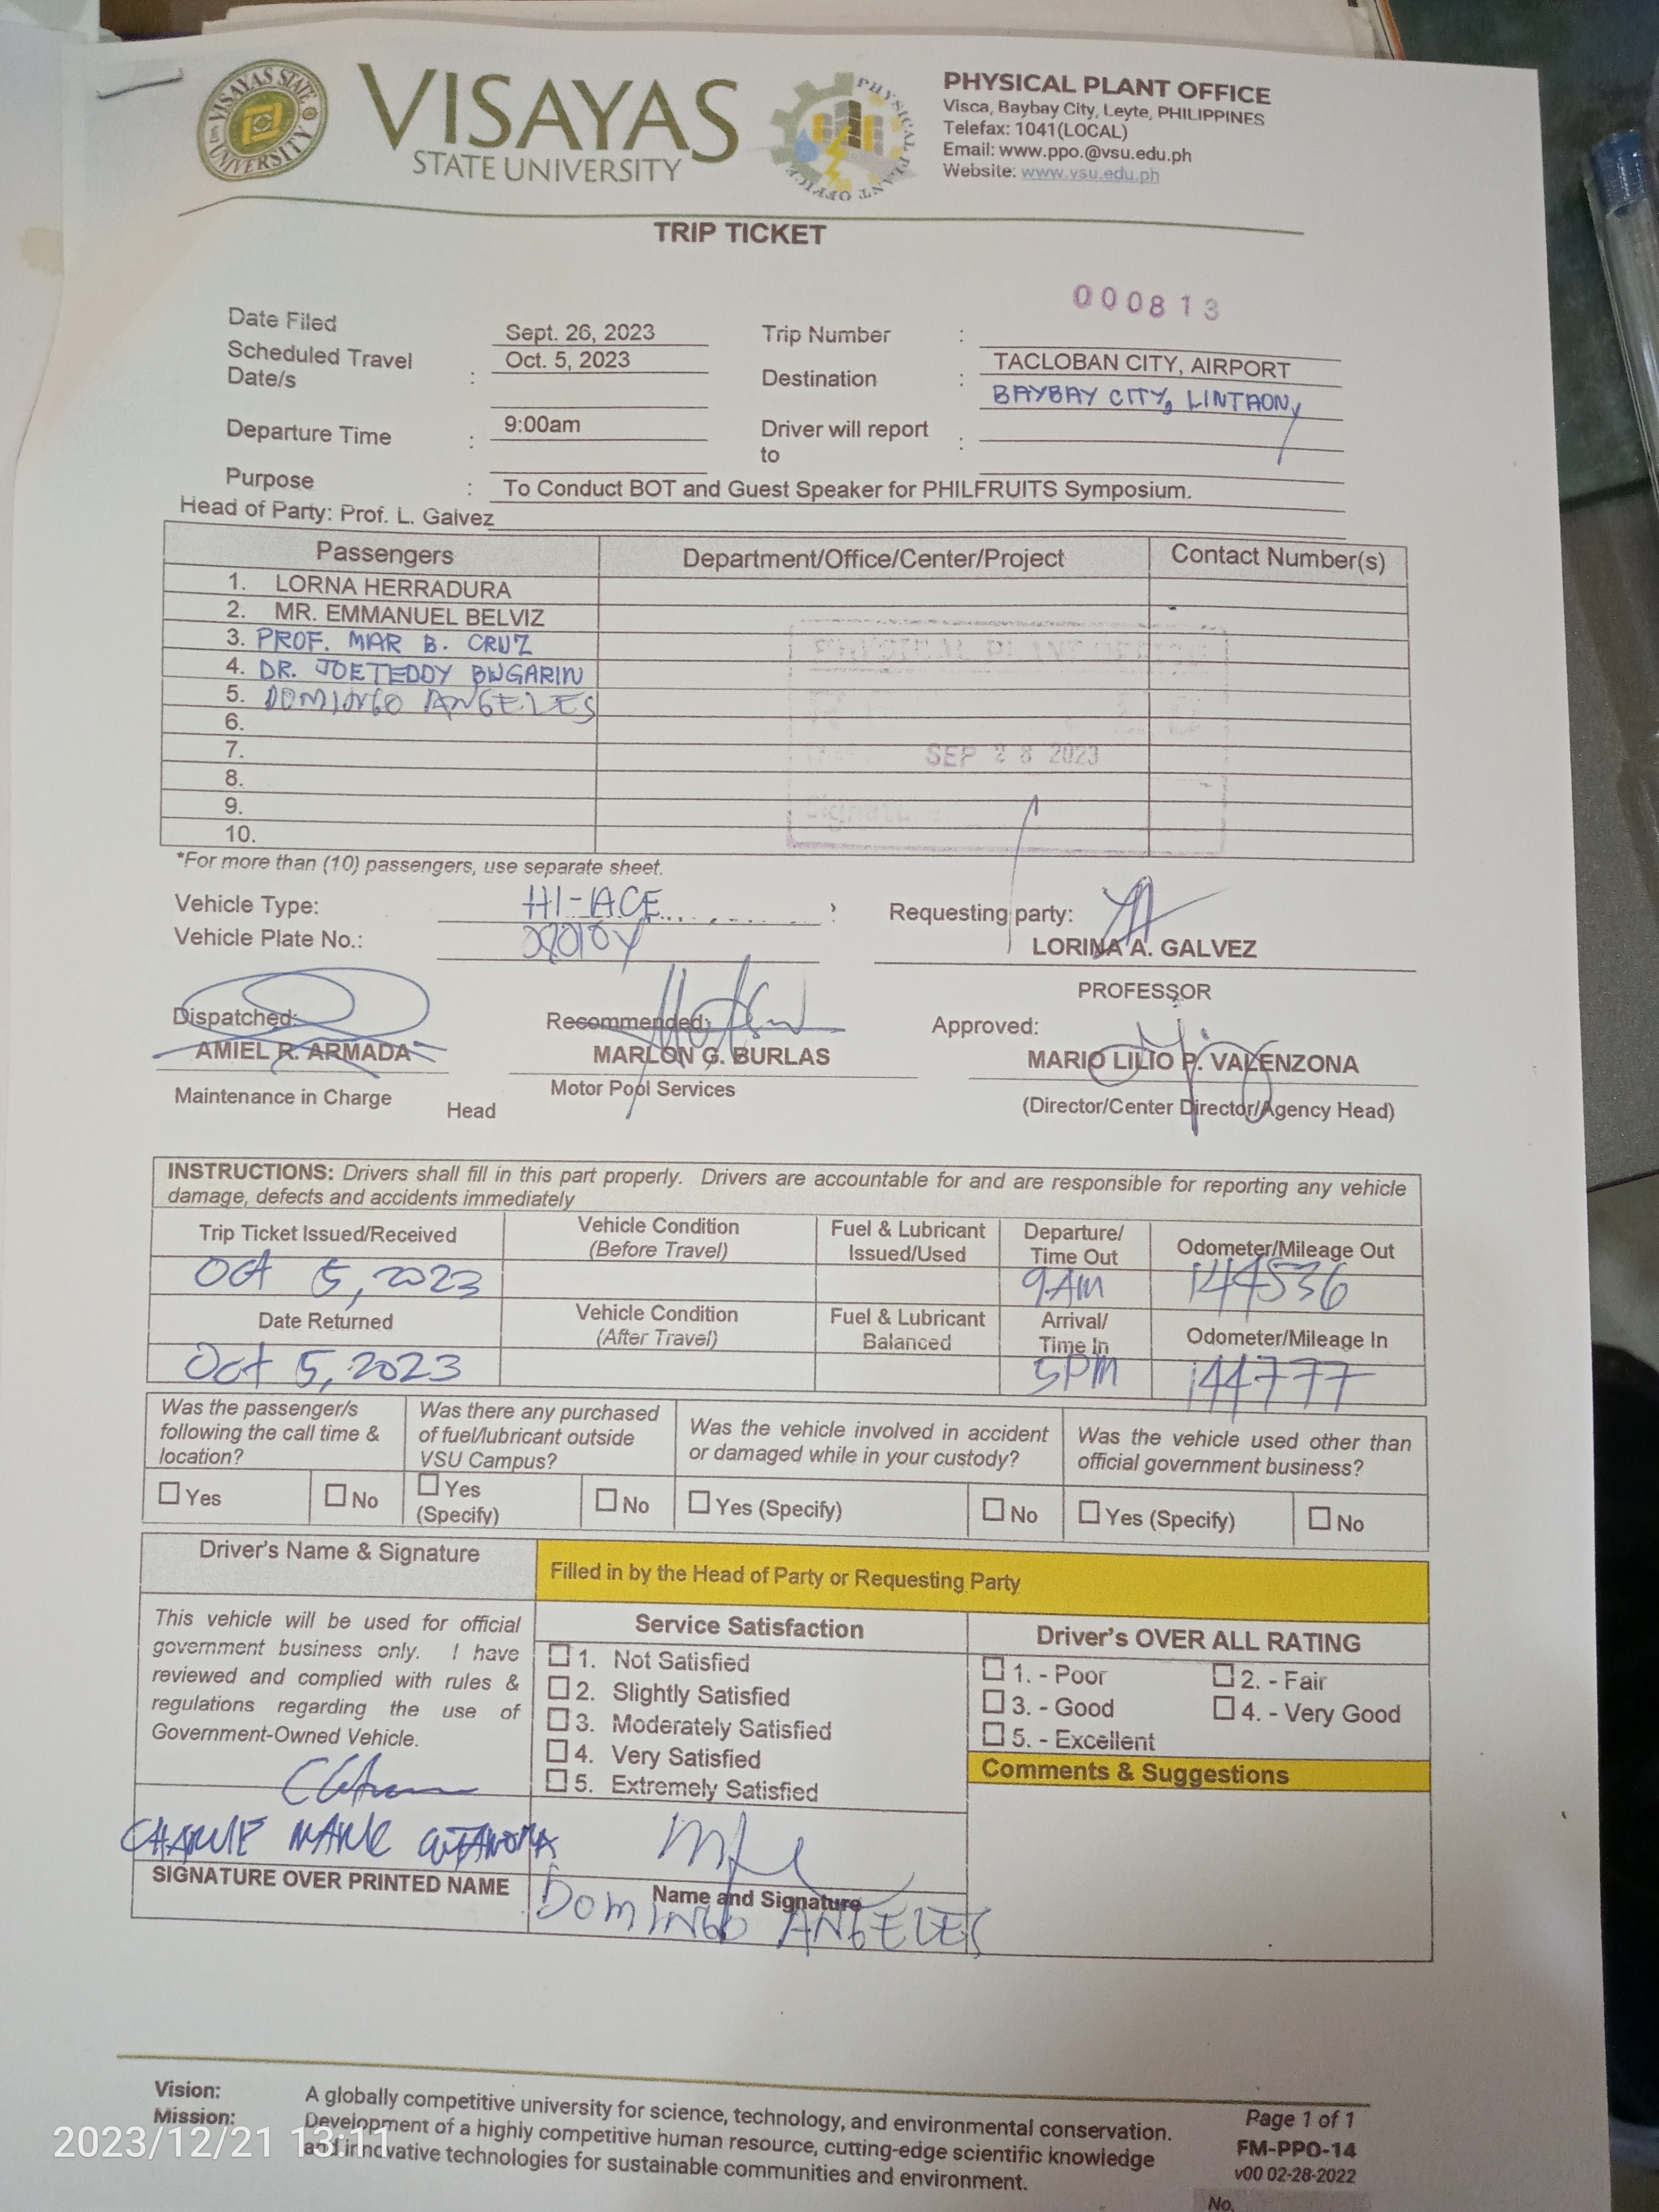 VISAYAS STATE UNIVERSITY
VISAYAS
STATE UNIVERSITY
PHYSICAL PLANT OFFICE
PHYSICAL PLANT OFFICE
Visca, Baybay City, Leyte, PHILIPPINES
Telefax: 1041(LOCAL)
Email: www.ppo.@vsu.edu.ph
Website: www.vsu.edu.ph
TRIP TICKET
000813
Date Filed Sept. 26, 2023 Trip Number :
Scheduled Travel Date/s : Oct. 5, 2023 Destination : TACLOBAN CITY, AIRPORT
BAYBAY CITY, LINTAON,
Departure Time : 9:00am Driver will report to :
Purpose : To Conduct BOT and Guest Speaker for PHILFRUITS Symposium.
Head of Party: Prof. L. Galvez
Passengers Department/Office/Center/Project Contact Number(s)
1. LORNA HERRADURA
2. MR. EMMANUEL BELVIZ
3. PROF. MAR B. CRUZ
4. DR. JOETEDDY BUGARIN
5. DOMINGO ANGELES
6.
7.
8.
9.
10.
PHYSICAL PLANT OFFICE
SEP 28 2023
Signature
*For more than (10) passengers, use separate sheet.
Vehicle Type: HI-ACE
Requesting party:
Vehicle Plate No.:
LORINA A. GALVEZ
PROFESSOR
Dispatched: Recommended: Approved:
AMIEL R. ARMADA MARLON G. BURLAS MARIO LILIO P. VALENZONA
Maintenance in Charge Head Motor Pool Services (Director/Center Director/Agency Head)
INSTRUCTIONS: Drivers shall fill in this part properly. Drivers are accountable for and are responsible for reporting any vehicle
damage, defects and accidents immediately
Trip Ticket Issued/Received Vehicle Condition (Before Travel) Fuel & Lubricant Issued/Used Departure/ Time Out Odometer/Mileage Out
Oct 5, 2023 9AM 144536
Date Returned Vehicle Condition (After Travel) Fuel & Lubricant Balanced Arrival/ Time In Odometer/Mileage In
Oct 5, 2023 5PM 144777
Was the passenger/s following the call time & location? Was there any purchased of fuel/lubricant outside VSU Campus? Was the vehicle involved in accident or damaged while in your custody? Was the vehicle used other than official government business?
Yes No Yes (Specify) No Yes (Specify) No Yes (Specify) No
Driver's Name & Signature
Filled in by the Head of Party or Requesting Party
This vehicle will be used for official
government business only. I have
reviewed and complied with rules &
regulations regarding the use of
Government-Owned Vehicle.
CHARLIE MARK
SIGNATURE OVER PRINTED NAME
Service Satisfaction
1. Not Satisfied
2. Slightly Satisfied
3. Moderately Satisfied
4. Very Satisfied
5. Extremely Satisfied
Name and Signature
DOMINGO ANGELES
Driver's OVER ALL RATING
1. - Poor 2. - Fair
3. - Good 4. - Very Good
5. - Excellent
Comments & Suggestions
Vision: A globally competitive university for science, technology, and environmental conservation.
Mission: Development of a highly competitive human resource, cutting-edge scientific knowledge
and innovative technologies for sustainable communities and environment.
Page 1 of 1
FM-PPO-14
v00 02-28-2022
No.
2023/12/21 13:11